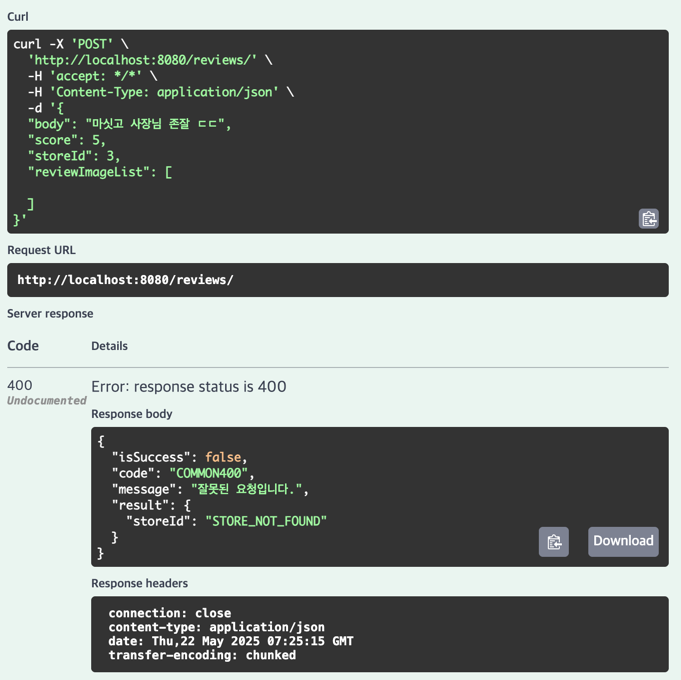 Curl
curl -X 'POST' \
  'http://localhost:8080/reviews/' \
  -H 'accept: */*' \
  -H 'Content-Type: application/json' \
  -d '{
  "body": "마싯고 사장님 존잘 ㄷㄷ",
  "score": 5,
  "storeId": 3,
  "reviewImageList": [
  ]
}'
Request URL
http://localhost:8080/reviews/
Server response
Code Details
400 Error: response status is 400
Undocumented
Response body
{
  "isSuccess": false,
  "code": "COMMON400",
  "message": "잘못된 요청입니다.",
  "result": {
    "storeId": "STORE_NOT_FOUND"
  }
}
Download
Response headers
connection: close
content-type: application/json
date: Thu,22 May 2025 07:25:15 GMT
transfer-encoding: chunked